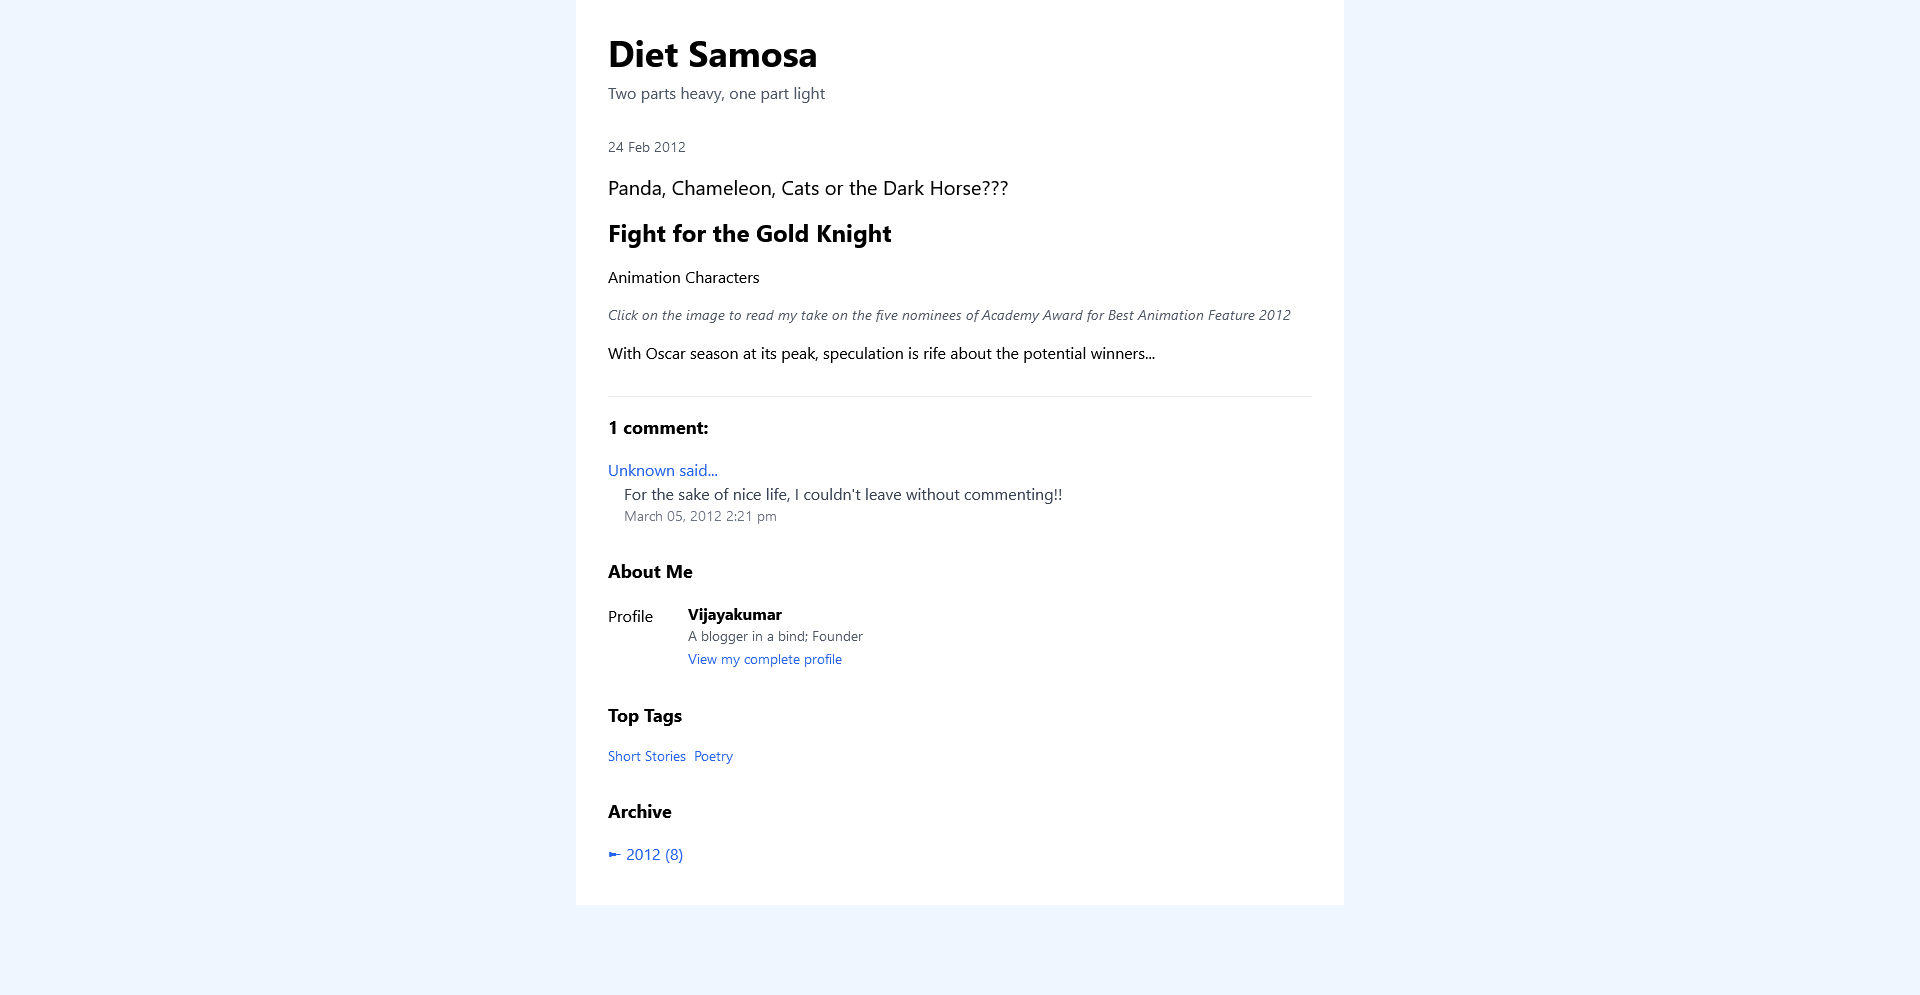 Diet Samosa
Two parts heavy, one part light
24 Feb 2012
Panda, Chameleon, Cats or the Dark Horse???
Fight for the Gold Knight
Animation Characters
Click on the image to read my take on the five nominees of Academy Award for Best Animation Feature 2012
With Oscar season at its peak, speculation is rife about the potential winners...
1 comment:
Unknown said...
For the sake of nice life, I couldn't leave without commenting!!
March 05, 2012 2:21 pm
About Me
Profile
Vijayakumar
A blogger in a bind; Founder
View my complete profile
Top Tags
Short Stories Poetry
Archive
► 2012 (8)